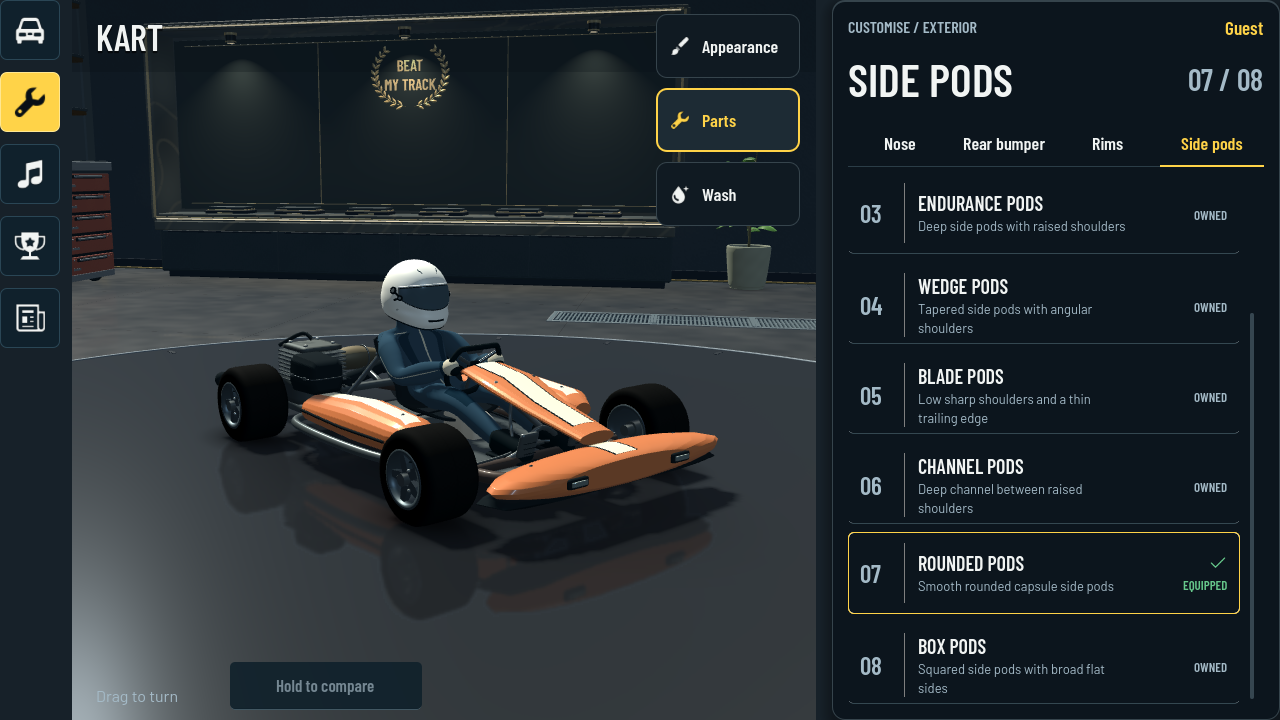 KART
BEAT
MY TRACK
Appearance
Parts
Wash
Drag to turn
Hold to compare
CUSTOMISE / EXTERIOR
Guest
SIDE PODS
07 / 08
Nose
Rear bumper
Rims
Side pods
03
ENDURANCE PODS
Deep side pods with raised shoulders
OWNED
04
WEDGE PODS
Tapered side pods with angular
shoulders
OWNED
05
BLADE PODS
Low sharp shoulders and a thin
trailing edge
OWNED
06
CHANNEL PODS
Deep channel between raised
shoulders
OWNED
07
ROUNDED PODS
Smooth rounded capsule side pods
EQUIPPED
08
BOX PODS
Squared side pods with broad flat
sides
OWNED